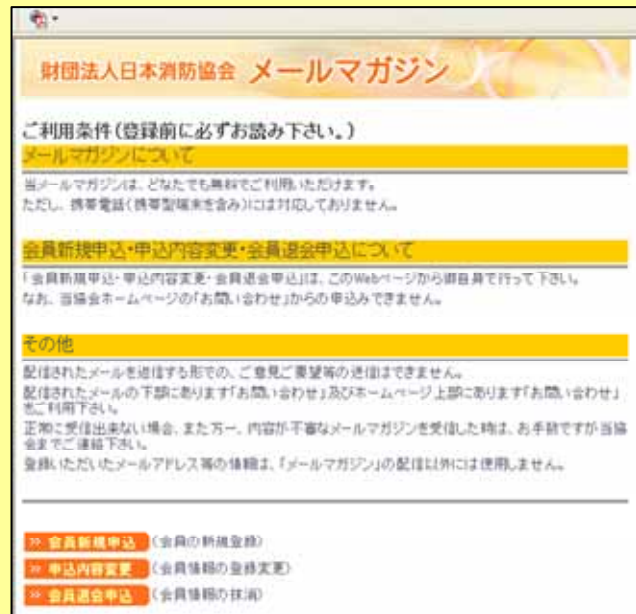 財団法人日本消防協会 メールマガジン
ご利用条件(登録前に必ずお読み下さい。)
メールマガジンについて
当メールマガジンは、どなたでも無料でご利用いただけます。
ただし、携帯電話(携帯型端末を含み)には対応しておりません。
会員新規申込・申込内容変更・会員退会申込について
「会員新規申込・申込内容変更・会員退会申込」は、このWebページから御自身で行って下さい。
なお、当協会ホームページの「お問い合わせ」からの申込みできません。
その他
配信されたメールを返信する形での、ご意見ご要望等の送信はできません。
配信されたメールの下部にあります「お問い合わせ」及びホームページ上部にあります「お問い合わせ」
をご利用下さい。
正常に受信出来ない場合、また万一、内容が不審なメールマガジンを受信した時は、お手数ですが当協
会までご連絡下さい。
登録いただいたメールアドレス等の情報は、「メールマガジン」の配信以外には使用しません。
» 会員新規申込 (会員の新規登録)
» 申込内容変更 (会員情報の登録変更)
» 会員退会申込 (会員情報の抹消)